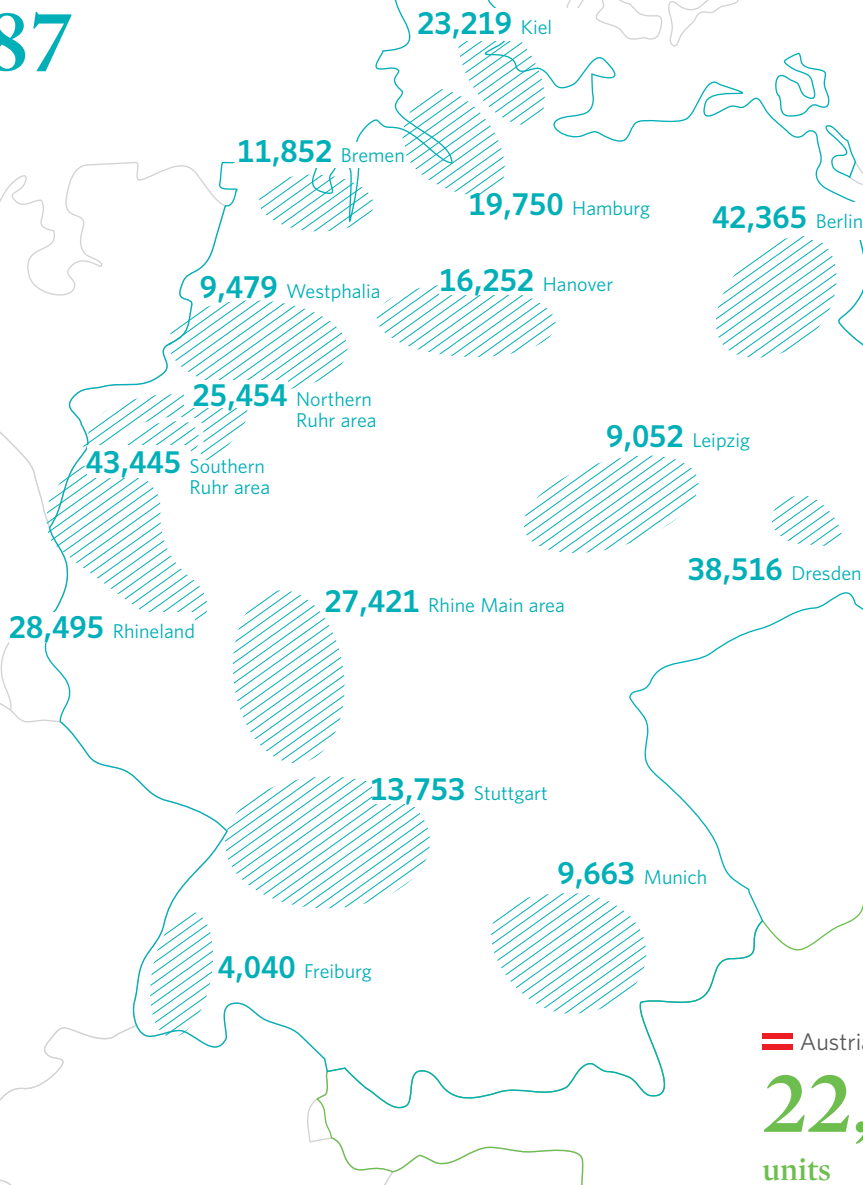 87
23,219 Kiel
11,852 Bremen
19,750 Hamburg
42,365 Berlin
9,479 Westphalia
16,252 Hanover
25,454 Northern
Ruhr area
9,052 Leipzig
43,445 Southern
Ruhr area
38,516 Dresden
27,421 Rhine Main area
28,495 Rhineland
13,753 Stuttgart
9,663 Munich
4,040 Freiburg
Austria
22,
units